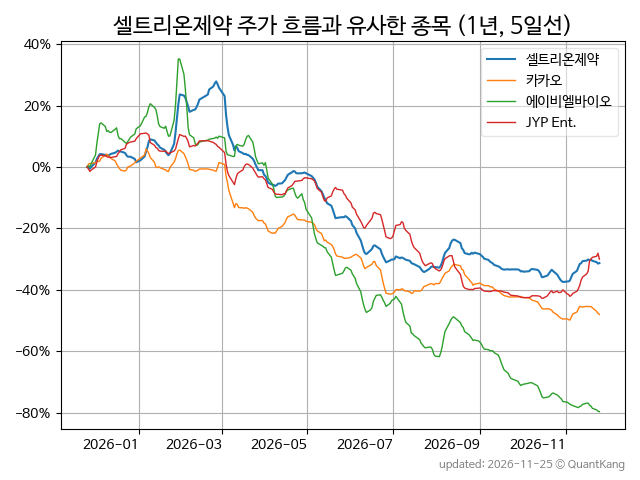 셀트리온제약 주가 흐름과 유사한 종목 (1년, 5일선)
셀트리온제약
카카오
에이비엘바이오
JYP Ent.
40%
20%
0%
−20%
−40%
−60%
−80%
2026-01
2026-03
2026-05
2026-07
2026-09
2026-11
updated: 2026-11-25 © QuantKang